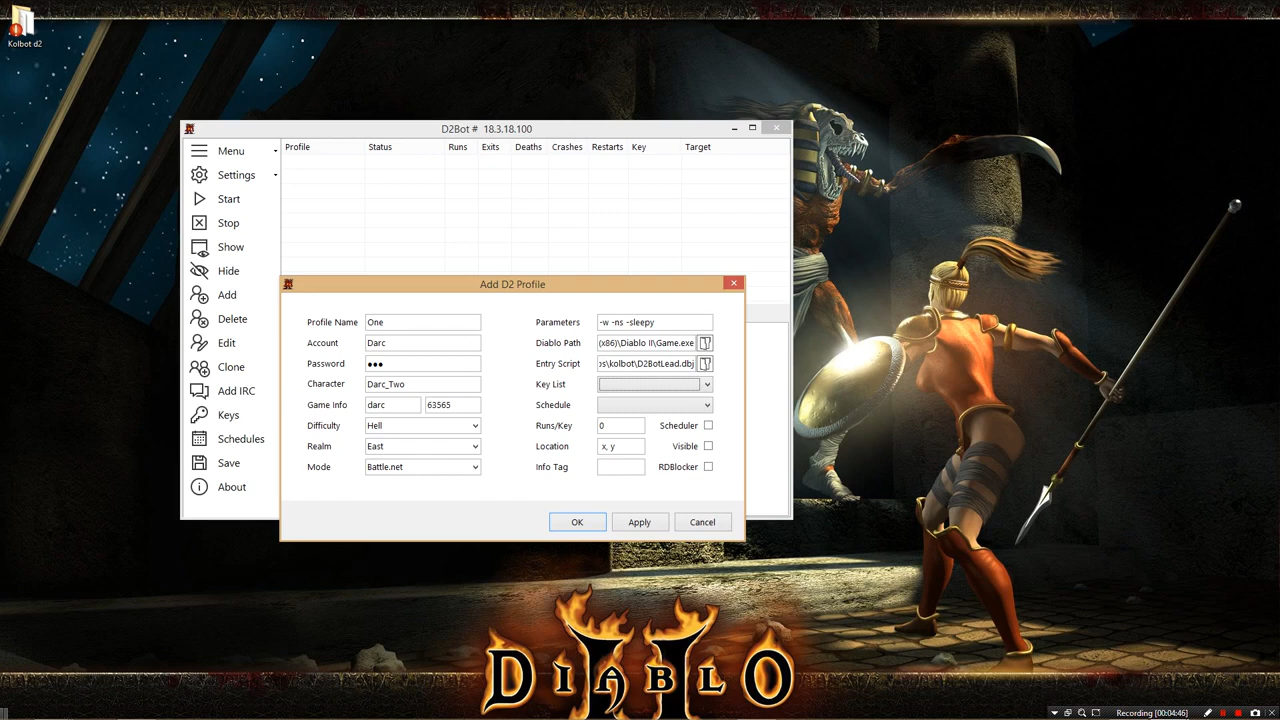 Kolbot d2
D2Bot # 18.3.18.100
Menu
Settings
Start
Stop
Show
Hide
Add
Delete
Edit
Clone
Add IRC
Keys
Schedules
Save
About
Profile Status Runs Exits Deaths Crashes Restarts Key Target
Add D2 Profile
Profile Name One
Account Darc
Password ●●●
Character Darc_Two
Game Info darc 63565
Difficulty Hell
Realm East
Mode Battle.net
Parameters -w -ns -sleepy
Diablo Path (x86)\Diablo II\Game.exe
Entry Script os\kolbot\D2BotLead.dbj
Key List
Schedule
Runs/Key 0 Scheduler
Location x, y Visible
Info Tag RDBlocker
OK Apply Cancel
DIABLO
II
Recording [00:04:46]